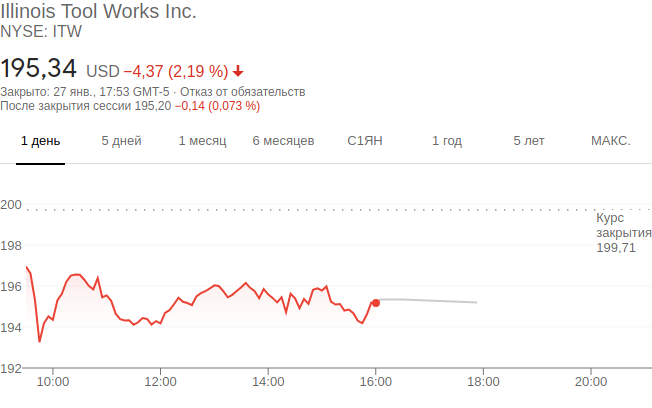 Illinois Tool Works Inc.
NYSE: ITW
195,34 USD −4,37 (2,19 %)
Закрыто: 27 янв., 17:53 GMT-5 · Отказ от обязательств
После закрытия сессии 195,20 −0,14 (0,073 %)
1 день 5 дней 1 месяц 6 месяцев С1ЯН 1 год 5 лет МАКС.
200
Курс
закрытия
199,71
198
196
194
192
10:00 12:00 14:00 16:00 18:00 20:00